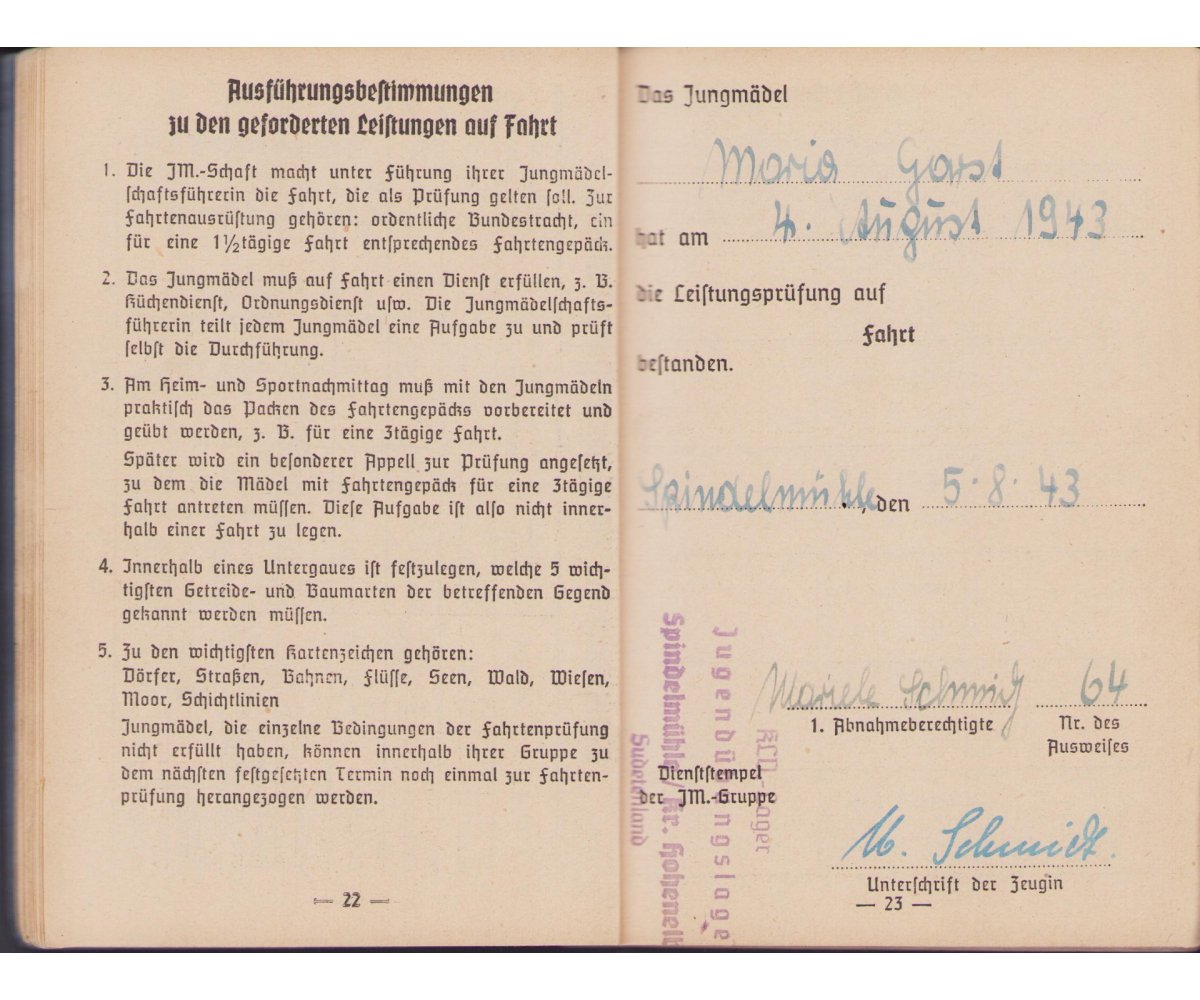 Ausführungsbestimmungen
zu den geforderten Leistungen auf Fahrt
1. Die JM.-Schaft macht unter Führung ihrer Jungmädel-
schaftsführerin die Fahrt, die als Prüfung gelten soll. Zur
Fahrtenausrüstung gehören: ordentliche Bundestracht, ein
für eine 1½tägige Fahrt entsprechendes Fahrtengepäck.
2. Das Jungmädel muß auf Fahrt einen Dienst erfüllen, z. B.
Küchendienst, Ordnungsdienst usw. Die Jungmädelschafts-
führerin teilt jedem Jungmädel eine Aufgabe zu und prüft
selbst die Durchführung.
3. Am Heim- und Sportnachmittag muß mit den Jungmädeln
praktisch das Packen des Fahrtengepäcks vorbereitet und
geübt werden, z. B. für eine 3tägige Fahrt.
Später wird ein besonderer Appell zur Prüfung angesetzt,
zu dem die Mädel mit Fahrtengepäck für eine 3tägige
Fahrt antreten müssen. Diese Aufgabe ist also nicht inner-
halb einer Fahrt zu legen.
4. Innerhalb eines Untergaues ist festzulegen, welche 5 wich-
tigsten Getreide- und Baumarten der betreffenden Gegend
gekannt werden müssen.
5. Zu den wichtigsten Kartenzeichen gehören:
Dörfer, Straßen, Bahnen, Flüsse, Seen, Wald, Wiesen,
Moor, Schichtlinien
Jungmädel, die einzelne Bedingungen der Fahrtenprüfung
nicht erfüllt haben, können innerhalb ihrer Gruppe zu
dem nächsten festgesetzten Termin noch einmal zur Fahrten-
prüfung herangezogen werden.
— 22 —
Das Jungmädel
Maria Garst
hat am 4. August 1943
die Leistungsprüfung auf
Fahrt
bestanden.
Spindelmühle, den 5. 8. 43
Schmidt 64
1. Abnahmeberechtigte Nr. des
Ausweises
Dienststempel
der JM.-Gruppe
KLV-Lager
Jugenddünungslage
Spindelmühle/Kr. Hohenelb
Sudetenland
M. Schmidt.
Unterschrift der Zeugin
— 23 —